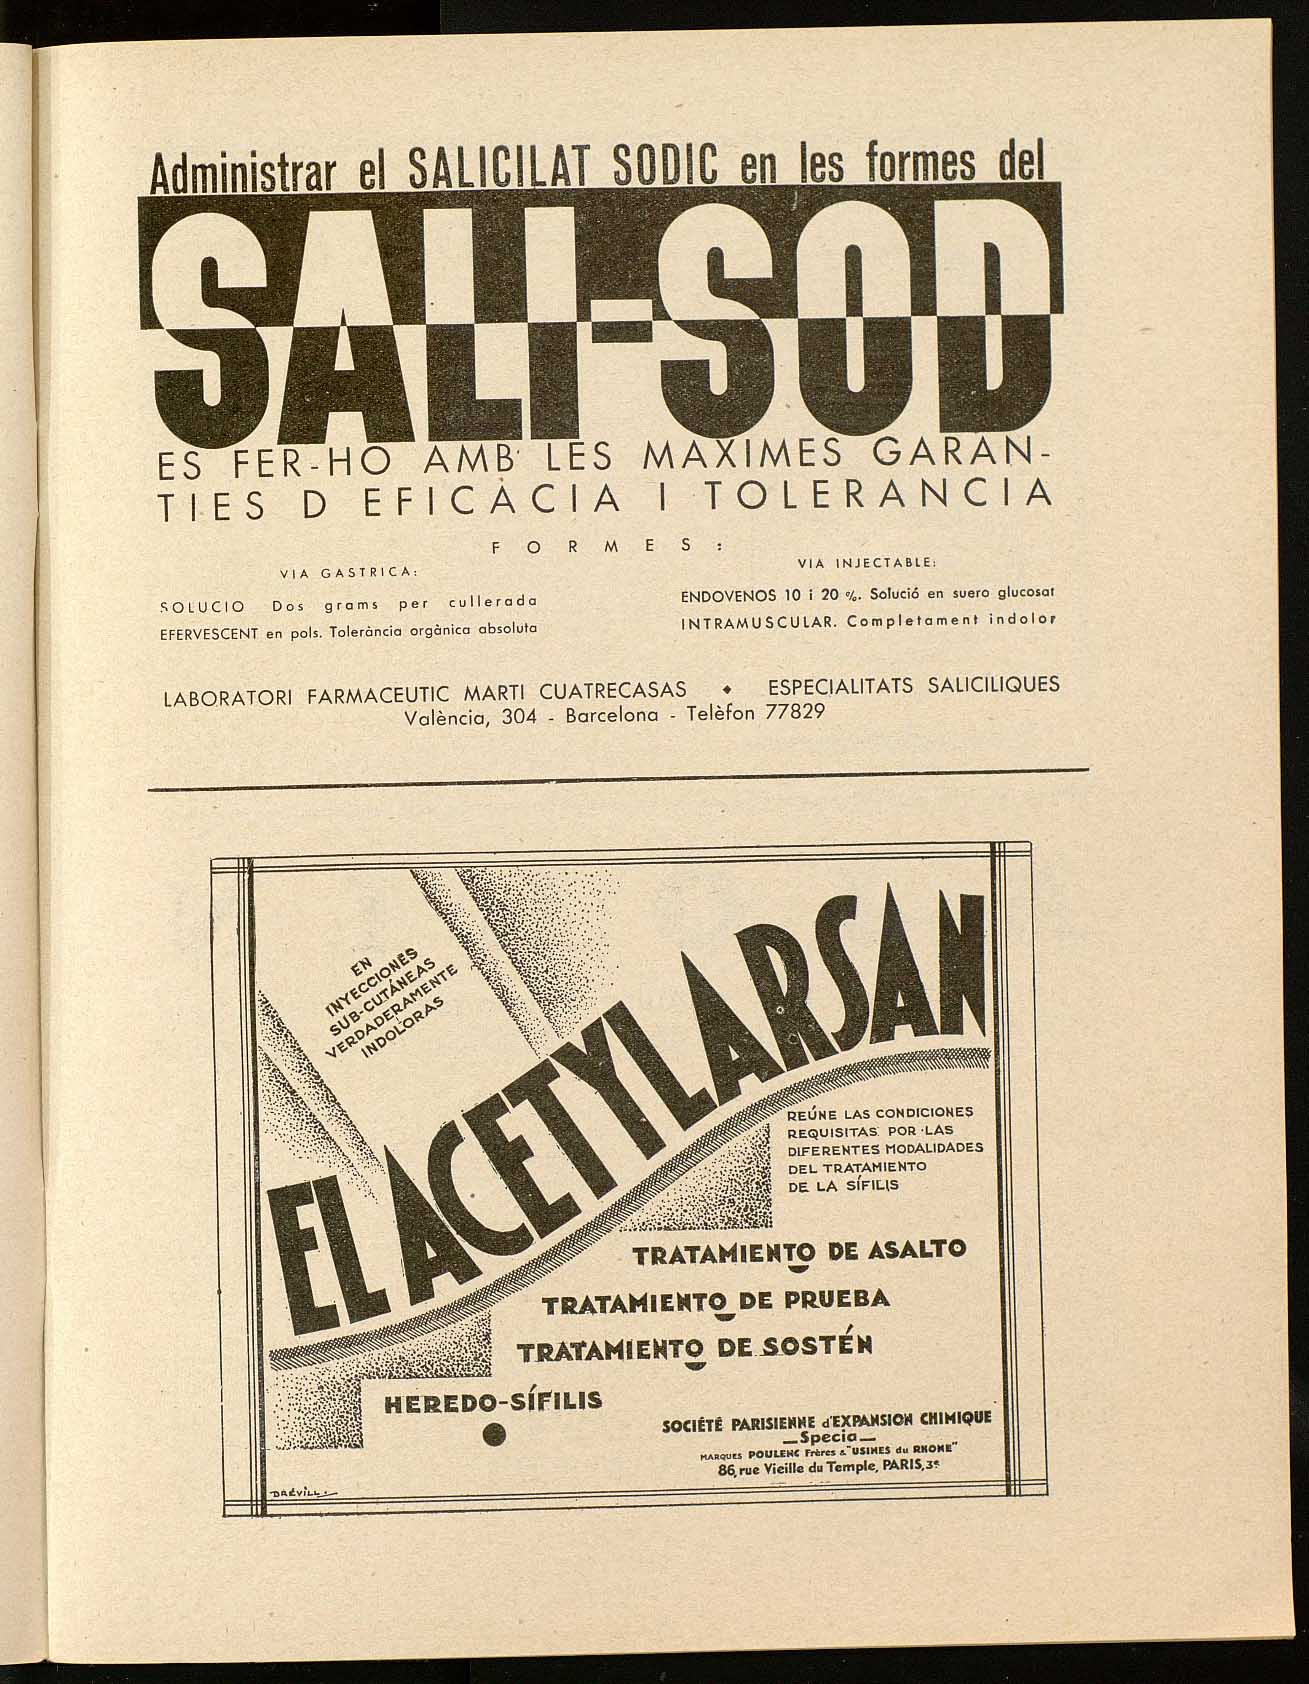 Administrar el SALICILAT SODIC en les formes del
SALI-SOD
ES FER-HO AMB LES MAXIMES GARAN-
TIES D EFICÀCIA I TOLERANCIA
FORMES:
VIA GASTRICA:
SOLUCIO Dos grams per cullerada
EFERVESCENT en pols. Tolerància orgànica absoluta
VIA INJECTABLE:
ENDOVENOS 10 i 20 %. Solució en suero glucosat
INTRAMUSCULAR. Completament indolor
LABORATORI FARMACEUTIC MARTI CUATRECASAS ♦ ESPECIALITATS SALICILIQUES
València, 304 - Barcelona - Telèfon 77829
EN
INYECCIONES
SUB-CUTÁNEAS
VERDADERAMENTE
INDOLORAS
EL ACETYLARSAN
REÚNE LAS CONDICIONES
REQUISITAS POR LAS
DIFERENTES MODALIDADES
DEL TRATAMIENTO
DE LA SÍFILIS
TRATAMIENTO DE ASALTO
TRATAMIENTO DE PRUEBA
TRATAMIENTO DE SOSTÉN
HEREDO-SÍFILIS
SOCIÉTÉ PARISIENNE d'EXPANSION CHIMIQUE
—Specia—
MARQUES POULENC Frères & "USINES du RHONE"
86, rue Vieille du Temple, PARIS, 3e
DRÉVILL.